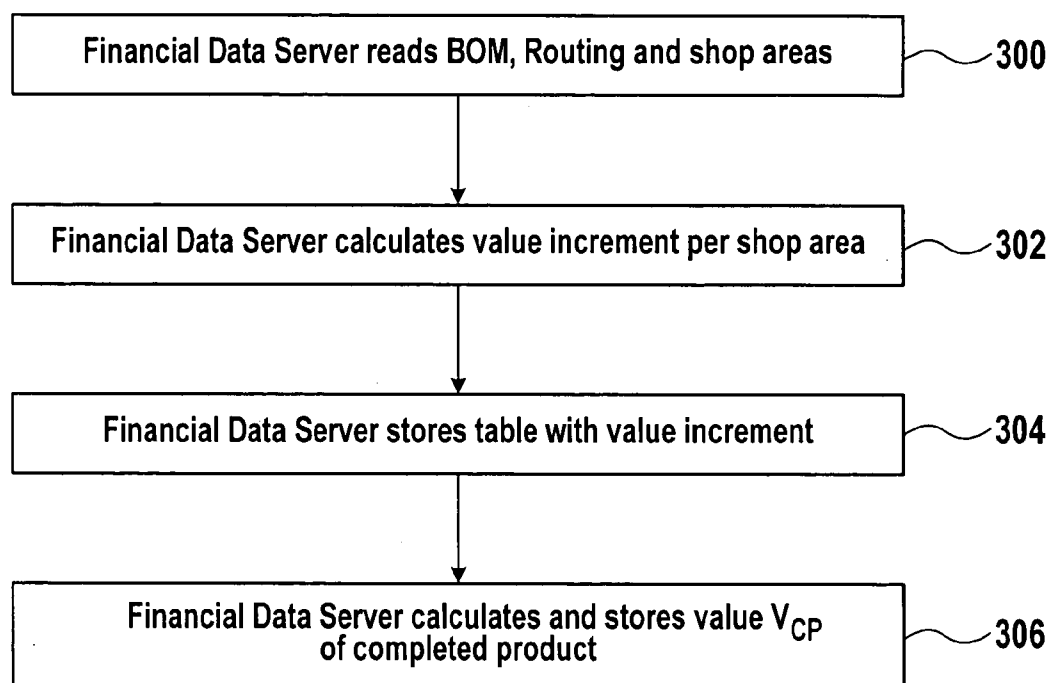 Financial Data Server reads BOM, Routing and shop areas 300
Financial Data Server calculates value increment per shop area 302
Financial Data Server stores table with value increment 304
Financial Data Server calculates and stores value VCP
of completed product 306